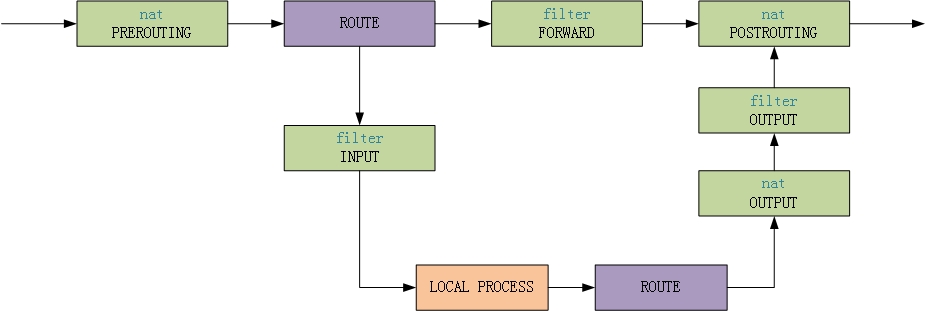 nat
PREROUTING
ROUTE
filter
FORWARD
nat
POSTROUTING
filter
OUTPUT
filter
INPUT
nat
OUTPUT
LOCAL PROCESS
ROUTE